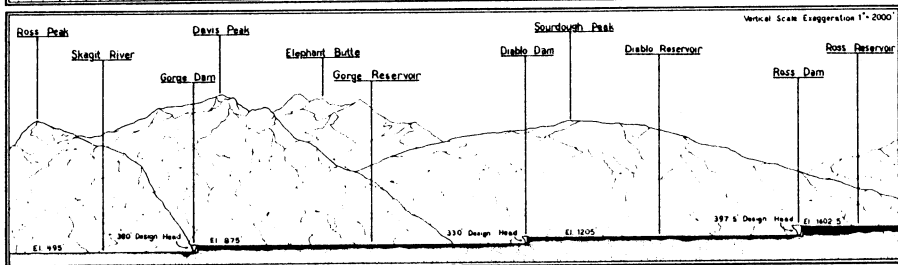 Vertical Scale Exaggeration 1"= 2000'
Ross Peak
Davis Peak
Sourdough Peak
Skagit River
Elephant Butte
Diablo Dam
Diablo Reservoir
Ross Reservoir
Gorge Dam
Gorge Reservoir
Ross Dam
El. 495'
380' Design Head
El. 875'
330' Design Head
El. 1205'
397.5' Design Head
El. 1602.5'